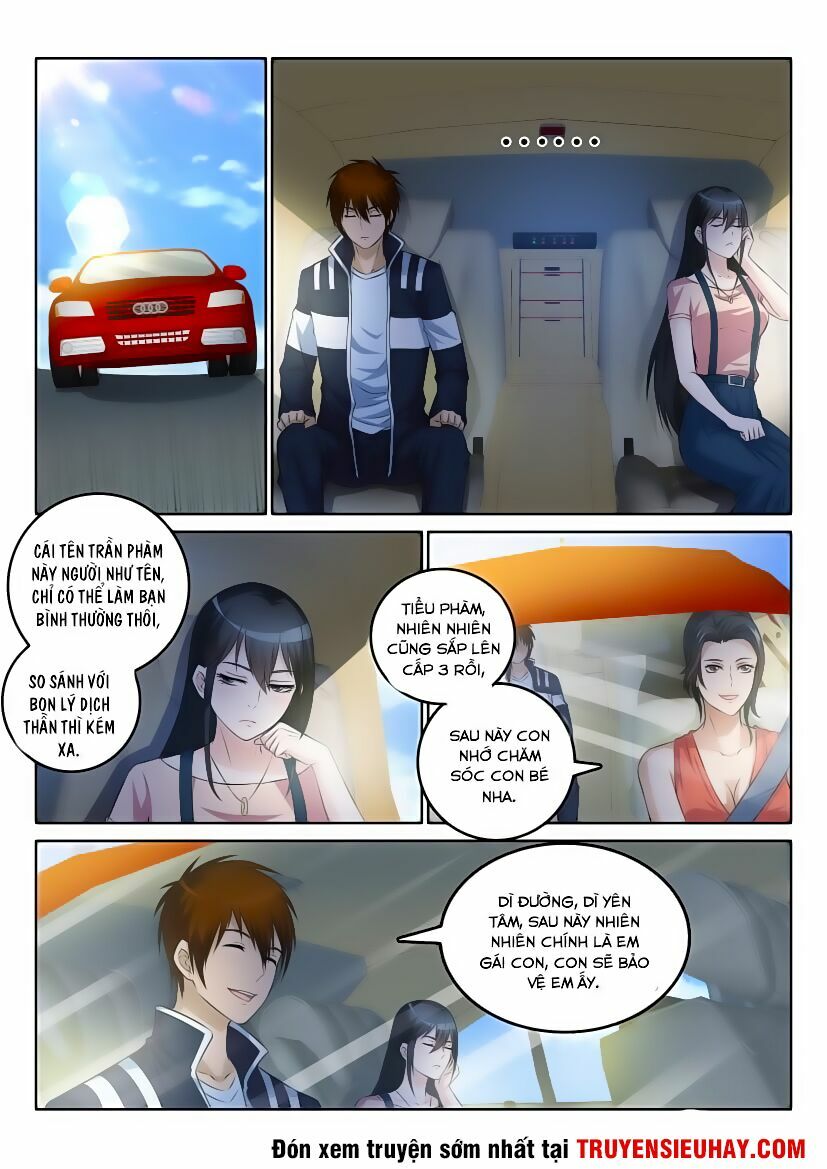 CÁI TÊN TRẦN PHÀM
NÀY NGƯỜI NHƯ TÊN,
CHỈ CÓ THỂ LÀM BẠN
BÌNH THƯỜNG THÔI,
SO SÁNH VỚI
BỌN LÝ DỊCH
THẦN THÌ KÉM
XA.
TIỂU PHÀM,
NHIÊN NHIÊN
CŨNG SẮP LÊN
CẤP 3 RỒI,
SAU NÀY CON
NHỚ CHĂM
SÓC CON BÉ
NHA.
DÌ ĐƯỜNG, DÌ YÊN
TÂM, SAU NÀY NHIÊN
NHIÊN CHÍNH LÀ EM
GÁI CON, CON SẼ BẢO
VỆ EM ẤY.
Đón xem truyện sớm nhất tại TRUYENSIEUHAY.COM